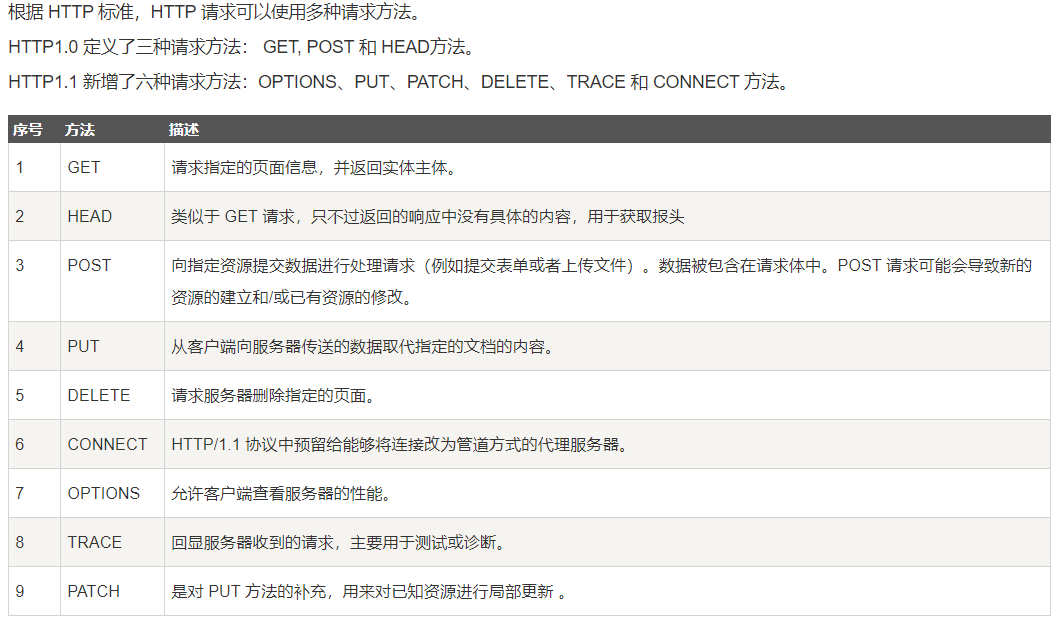 根据 HTTP 标准，HTTP 请求可以使用多种请求方法。
HTTP1.0 定义了三种请求方法： GET, POST 和 HEAD方法。
HTTP1.1 新增了六种请求方法：OPTIONS、PUT、PATCH、DELETE、TRACE 和 CONNECT 方法。
序号 方法 描述
1 GET 请求指定的页面信息，并返回实体主体。
2 HEAD 类似于 GET 请求，只不过返回的响应中没有具体的内容，用于获取报头
3 POST 向指定资源提交数据进行处理请求（例如提交表单或者上传文件）。数据被包含在请求体中。POST 请求可能会导致新的
资源的建立和/或已有资源的修改。
4 PUT 从客户端向服务器传送的数据取代指定的文档的内容。
5 DELETE 请求服务器删除指定的页面。
6 CONNECT HTTP/1.1 协议中预留给能够将连接改为管道方式的代理服务器。
7 OPTIONS 允许客户端查看服务器的性能。
8 TRACE 回显服务器收到的请求，主要用于测试或诊断。
9 PATCH 是对 PUT 方法的补充，用来对已知资源进行局部更新 。